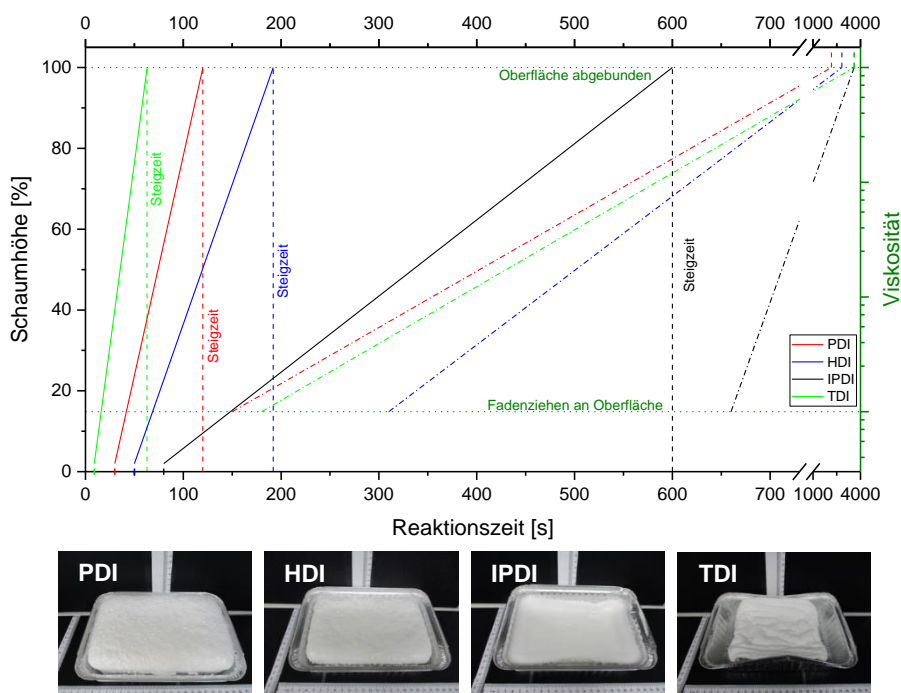 0 100 200 300 400 500 600 700 1000 4000
100
80
60
40
20
0
Schaumhöhe [%]
Oberfläche abgebunden
Steigzeit
Steigzeit
Steigzeit
Steigzeit
Fadenziehen an Oberfläche
PDI
HDI
IPDI
TDI
Viskosität
0 100 200 300 400 500 600 700 1000 4000
Reaktionszeit [s]
PDI
HDI
IPDI
TDI